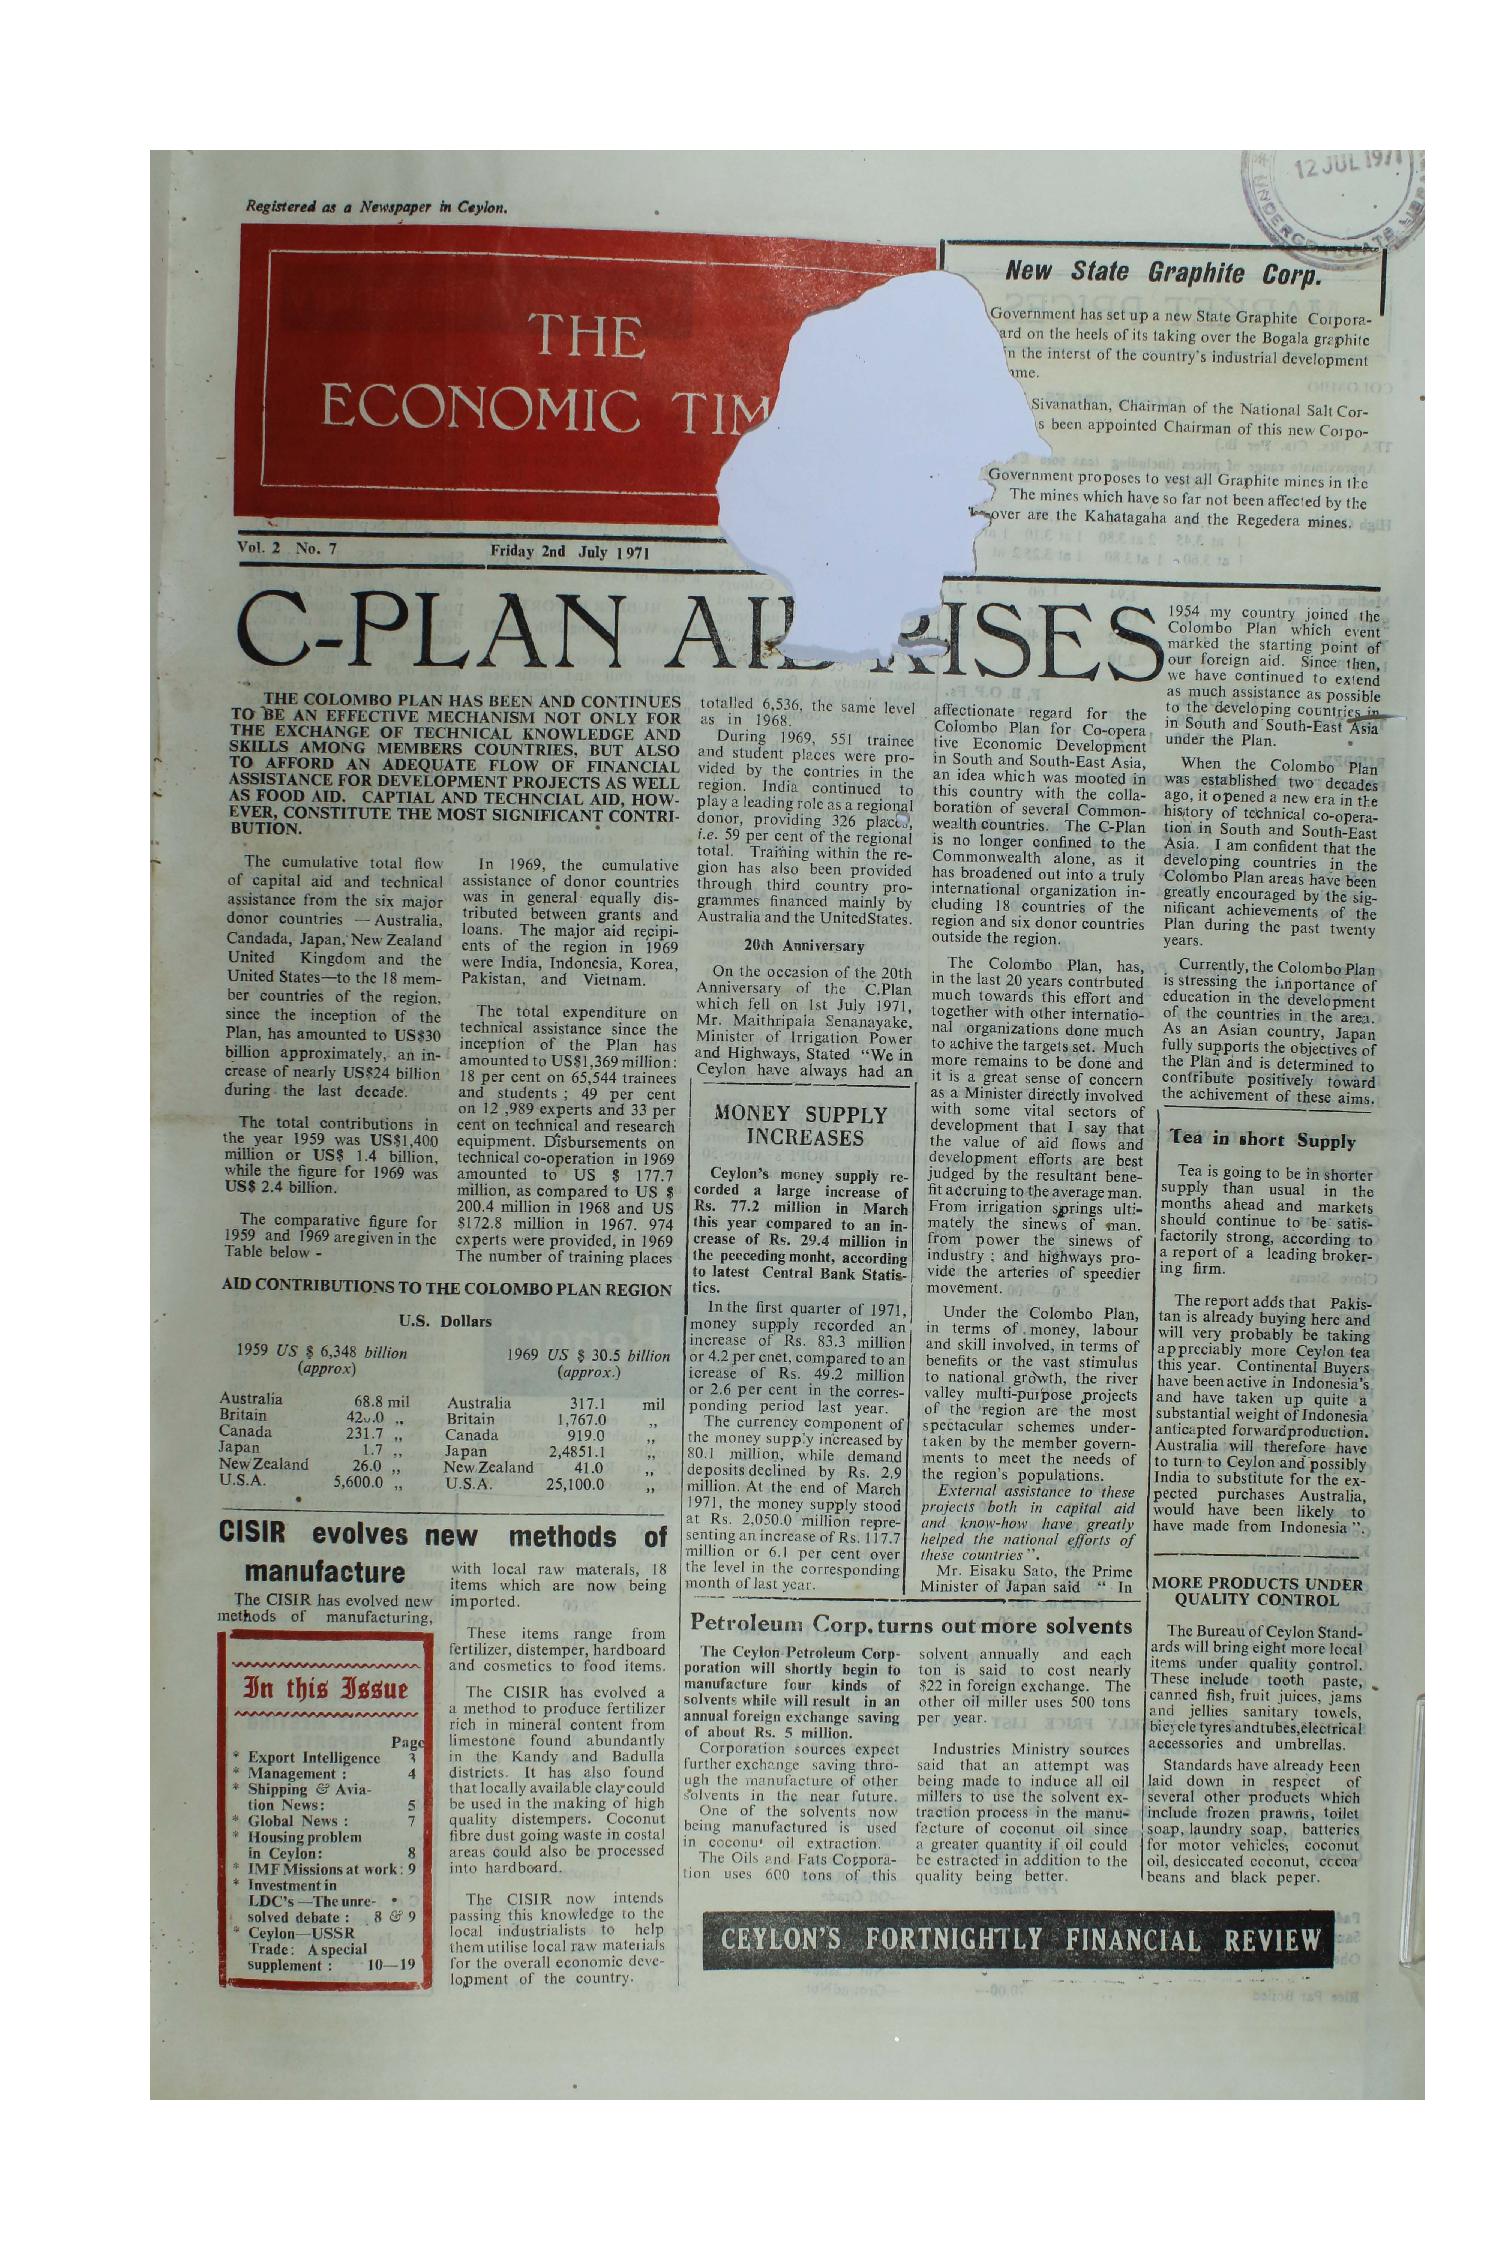 12 JUL 1971
UNDERGRADUATE
Registered as a Newspaper in Ceylon.
THE
ECONOMIC TIM
New State Graphite Corp.
Government has set up a new State Graphite Corpora-
ard on the heels of its taking over the Bogala graphite
in the interst of the country's industrial development
me.
Sivanathan, Chairman of the National Salt Cor-
s been appointed Chairman of this new Corpo-
Government proposes to vest all Graphite mines in the
The mines which have so far not been affected by the
over are the Kahatagaha and the Regedera mines.
Vol. 2 No. 7
Friday 2nd July 1971
C-PLAN AID RISES
THE COLOMBO PLAN HAS BEEN AND CONTINUES
TO BE AN EFFECTIVE MECHANISM NOT ONLY FOR
THE EXCHANGE OF TECHNICAL KNOWLEDGE AND
SKILLS AMONG MEMBERS COUNTRIES, BUT ALSO
TO AFFORD AN ADEQUATE FLOW OF FINANCIAL
ASSISTANCE FOR DEVELOPMENT PROJECTS AS WELL
AS FOOD AID. CAPTIAL AND TECHNCIAL AID, HOW-
EVER, CONSTITUTE THE MOST SIGNIFICANT CONTRI-
BUTION.
The cumulative total flow
of capital aid and technical
assistance from the six major
donor countries — Australia,
Candada, Japan, New Zealand
United Kingdom and the
United States—to the 18 mem-
ber countries of the region,
since the inception of the
Plan, has amounted to US$30
billion approximately, an in-
crease of nearly US$24 billion
during the last decade.
The total contributions in
the year 1959 was US$1,400
million or US$ 1.4 billion,
while the figure for 1969 was
US$ 2.4 billion.
The comparative figure for
1959 and 1969 are given in the
Table below -
In 1969, the cumulative
assistance of donor countries
was in general equally dis-
tributed between grants and
loans. The major aid recipi-
ents of the region in 1969
were India, Indonesia, Korea,
Pakistan, and Vietnam.
The total expenditure on
technical assistance since the
inception of the Plan has
amounted to US$1,369 million:
18 per cent on 65,544 trainees
and students ; 49 per cent
on 12 ,989 experts and 33 per
cent on technical and research
equipment. Disbursements on
technical co-operation in 1969
amounted to US $ 177.7
million, as compared to US $
200.4 million in 1968 and US
$172.8 million in 1967. 974
experts were provided, in 1969
The number of training places
totalled 6,536, the same level
as in 1968.
During 1969, 551 trainee
and student places were pro-
vided by the contries in the
region. India continued to
play a leading role as a regional
donor, providing 326 places,
i.e. 59 per cent of the regional
total. Training within the re-
gion has also been provided
through third country pro-
grammes financed mainly by
Australia and the United States.
20th Anniversary
On the occasion of the 20th
Anniversary of the C.Plan
which fell on 1st July 1971,
Mr. Maithripala Senanayake,
Minister of Irrigation Power
and Highways, Stated "We in
Ceylon have always had an
affectionate regard for the
Colombo Plan for Co-opera
tive Economic Development
in South and South-East Asia,
an idea which was mooted in
this country with the colla-
boration of several Common-
wealth countries. The C-Plan
is no longer confined to the
Commonwealth alone, as it
has broadened out into a truly
international organization in-
cluding 18 countries of the
region and six donor countries
outside the region.
The Colombo Plan, has,
in the last 20 years contrbuted
much towards this effort and
together with other internatio-
nal organizations done much
to achive the targets set. Much
more remains to be done and
it is a great sense of concern
as a Minister directly involved
with some vital sectors of
development that I say that
the value of aid flows and
development efforts are best
judged by the resultant bene-
fit accruing to the average man.
From irrigation springs ulti-
mately the sinews of man.
from power the sinews of
industry ; and highways pro-
vide the arteries of speedier
movement.
Under the Colombo Plan,
in terms of money, labour
and skill involved, in terms of
benefits or the vast stimulus
to national growth, the river
valley multi-purpose projects
of the region are the most
spectacular schemes under-
taken by the member govern-
ments to meet the needs of
the region's populations.
External assistance to these
projects both in capital aid
and know-how have greatly
helped the national efforts of
these countries".
Mr. Eisaku Sato, the Prime
Minister of Japan said " In
1954 my country joined the
Colombo Plan which event
marked the starting point of
our foreign aid. Since then,
we have continued to extend
as much assistance as possible
to the developing countries in
in South and South-East Asia
under the Plan.
When the Colombo Plan
was established two decades
ago, it opened a new era in the
history of technical co-opera-
tion in South and South-East
Asia. I am confident that the
developing countries in the
Colombo Plan areas have been
greatly encouraged by the sig-
nificant achievements of the
Plan during the past twenty
years.
Currently, the Colombo Plan
is stressing the importance of
education in the development
of the countries in the area.
As an Asian country, Japan
fully supports the objectives of
the Plan and is determined to
contribute positively toward
the achivement of these aims.
AID CONTRIBUTIONS TO THE COLOMBO PLAN REGION
U.S. Dollars
1959 US $ 6,348 billion
(approx)
Australia 68.8 mil
Britain 420.0 ,,
Canada 231.7 ,,
Japan 1.7 ,,
New Zealand 26.0 ,,
U.S.A. 5,600.0 ,,
1969 US $ 30.5 billion
(approx.)
Australia 317.1 mil
Britain 1,767.0 ,,
Canada 919.0 ,,
Japan 2,4851.1 ,,
New Zealand 41.0 ,,
U.S.A. 25,100.0 ,,
MONEY SUPPLY
INCREASES
Ceylon's money supply re-
corded a large increase of
Rs. 77.2 million in March
this year compared to an in-
crease of Rs. 29.4 million in
the peeceding monht, according
to latest Central Bank Statis-
tics.
In the first quarter of 1971,
money supply recorded an
increase of Rs. 83.3 million
or 4.2 per cnet, compared to an
icrease of Rs. 49.2 million
or 2.6 per cent in the corres-
ponding period last year.
The currency component of
the money supply increased by
80.1 million, while demand
deposits declined by Rs. 2.9
million. At the end of March
1971, the money supply stood
at Rs. 2,050.0 million repre-
senting an increase of Rs. 117.7
million or 6.1 per cent over
the level in the corresponding
month of last year.
Tea in short Supply
Tea is going to be in shorter
supply than usual in the
months ahead and markets
should continue to be satis-
factorily strong, according to
a report of a leading broker-
ing firm.
The report adds that Pakis-
tan is already buying here and
will very probably be taking
appreciably more Ceylon tea
this year. Continental Buyers
have been active in Indonesia's
and have taken up quite a
substantial weight of Indonesia
anticapted forward production.
Australia will therefore have
to turn to Ceylon and possibly
India to substitute for the ex-
pected purchases Australia,
would have been likely to
have made from Indonesia".
CISIR evolves new methods of
manufacture
The CISIR has evolved new
methods of manufacturing,
with local raw materals, 18
items which are now being
imported.
These items range from
fertilizer, distemper, hardboard
and cosmetics to food items.
The CISIR has evolved a
a method to produce fertilizer
rich in mineral content from
limestone found abundantly
in the Kandy and Badulla
districts. It has also found
that locally available clay could
be used in the making of high
quality distempers. Coconut
fibre dust going waste in costal
areas could also be processed
into hardboard.
The CISIR now intends
passing this knowledge to the
local industrialists to help
them utilise local raw materials
for the overall economic deve-
lopment of the country.
In this Issue
Page
* Export Intelligence 3
* Management : 4
* Shipping & Avia-
tion News: 5
* Global News : 7
* Housing problem
in Ceylon: 8
* IMF Missions at work: 9
* Investment in
LDC's —The unre-
solved debate : 8 & 9
* Ceylon—USSR
Trade: A special
supplement : 10—19
Petroleum Corp. turns out more solvents
The Ceylon Petroleum Corp-
poration will shortly begin to
manufacture four kinds of
solvents while will result in an
annual foreign exchange saving
of about Rs. 5 million.
Corporation sources expect
further exchange saving thro-
ugh the manufacture of other
solvents in the near future.
One of the solvents now
being manufactured is used
in coconut oil extraction.
The Oils and Fats Corpora-
tion uses 600 tons of this
solvent annually and each
ton is said to cost nearly
$22 in foreign exchange. The
other oil miller uses 500 tons
per year.
Industries Ministry sources
said that an attempt was
being made to induce all oil
millers to use the solvent ex-
traction process in the manu-
facture of coconut oil since
a greater quantity if oil could
be estracted in addition to the
quality being better.
MORE PRODUCTS UNDER
QUALITY CONTROL
The Bureau of Ceylon Stand-
ards will bring eight more local
items under quality control.
These include tooth paste,
canned fish, fruit juices, jams
and jellies sanitary towels,
bicycle tyres and tubes, electrical
accessories and umbrellas.
Standards have already been
laid down in respect of
several other products which
include frozen prawns, toilet
soap, laundry soap, batteries
for motor vehicles, coconut
oil, desiccated coconut, cocoa
beans and black peper.
CEYLON'S FORTNIGHTLY FINANCIAL REVIEW